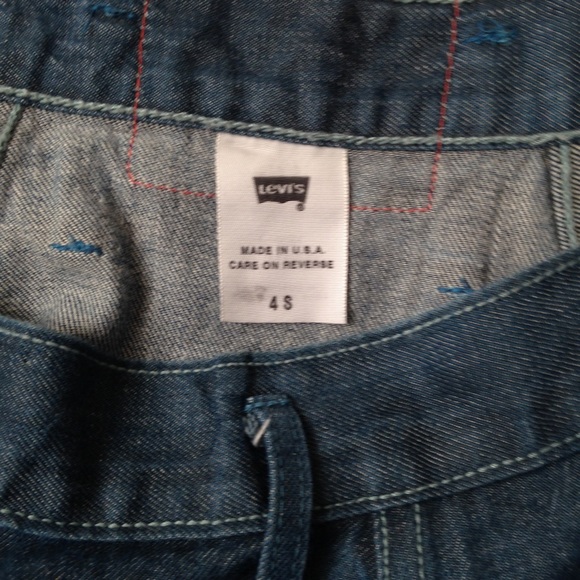 Levi's
MADE IN U.S.A.
CARE ON REVERSE
4 S